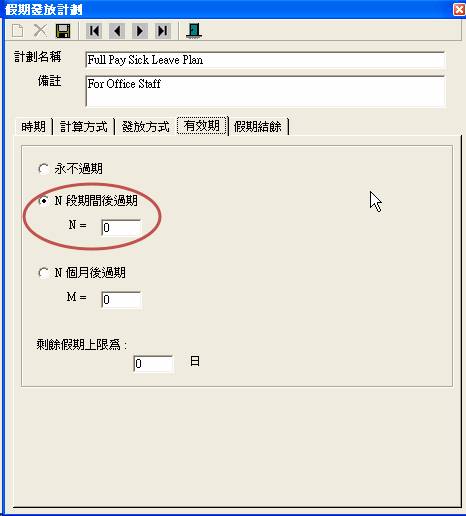 假期發放計劃
計劃名稱 Full Pay Sick Leave Plan
備註 For Office Staff
時期 計算方式 發放方式 有效期 假期結餘
永不過期
N 段期間後過期
N = 0
N 個月後過期
M = 0
剩餘假期上限爲 :
0 日